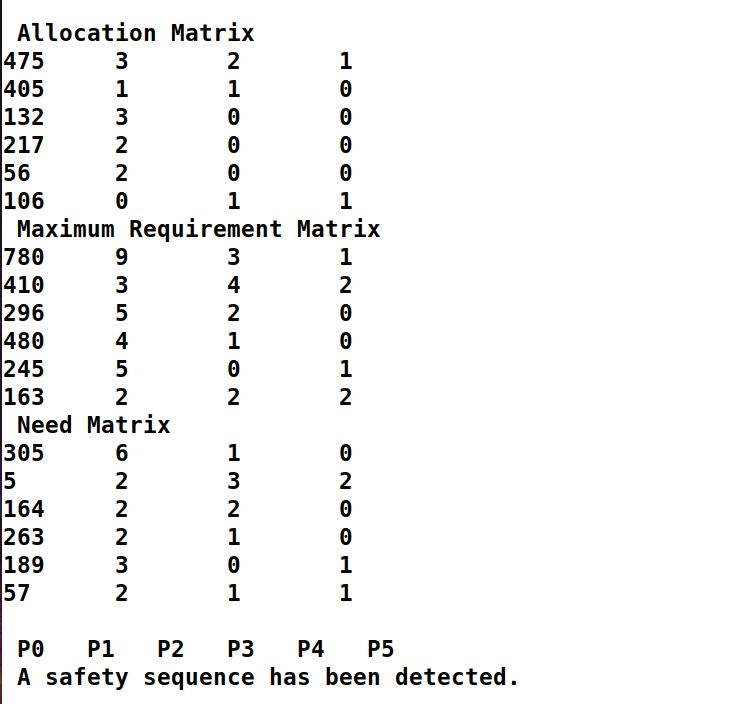 Allocation Matrix
475 3 2 1
405 1 1 0
132 3 0 0
217 2 0 0
56 2 0 0
106 0 1 1
Maximum Requirement Matrix
780 9 3 1
410 3 4 2
296 5 2 0
480 4 1 0
245 5 0 1
163 2 2 2
Need Matrix
305 6 1 0
5 2 3 2
164 2 2 0
263 2 1 0
189 3 0 1
57 2 1 1
P0 P1 P2 P3 P4 P5
A safety sequence has been detected.